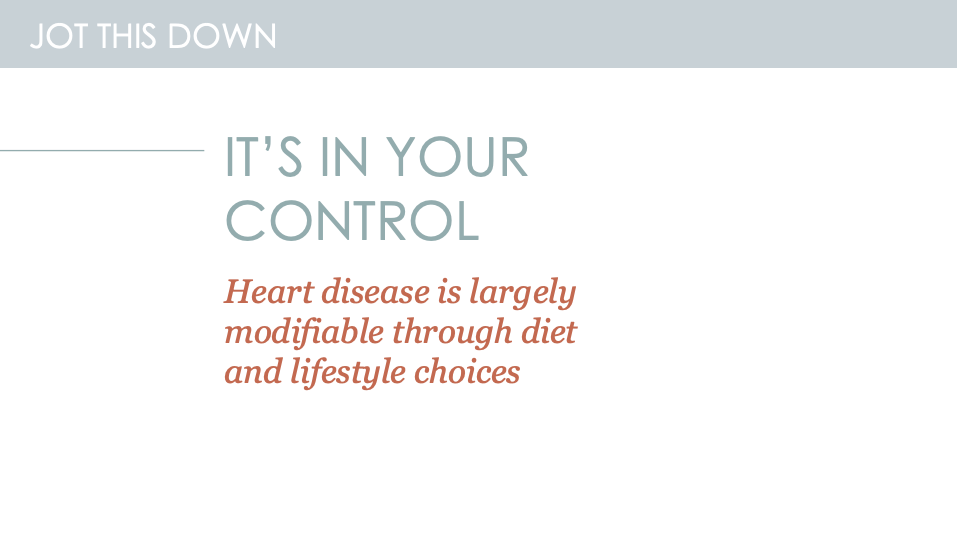 JOT THIS DOWN
IT’S IN YOUR
CONTROL
Heart disease is largely
modifiable through diet
and lifestyle choices